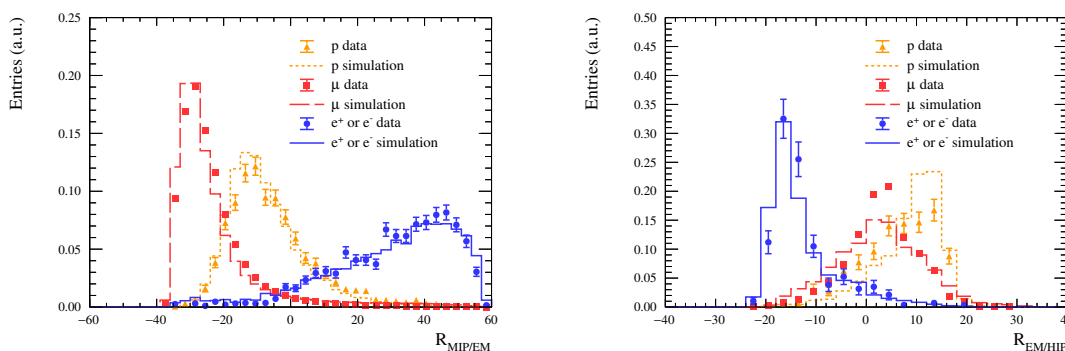 Entries (a.u.)
0.25
0.20
0.15
0.10
0.05
0.00
p data
p simulation
μ data
μ simulation
e⁺ or e⁻ data
e⁺ or e⁻ simulation
−60 −40 −20 0 20 40 60
R_MIP/EM
Entries (a.u.)
0.50
0.45
0.40
0.35
0.30
0.25
0.20
0.15
0.10
0.05
0.00
p data
p simulation
μ data
μ simulation
e⁺ or e⁻ data
e⁺ or e⁻ simulation
−40 −30 −20 −10 0 10 20 30 40
R_EM/HIP